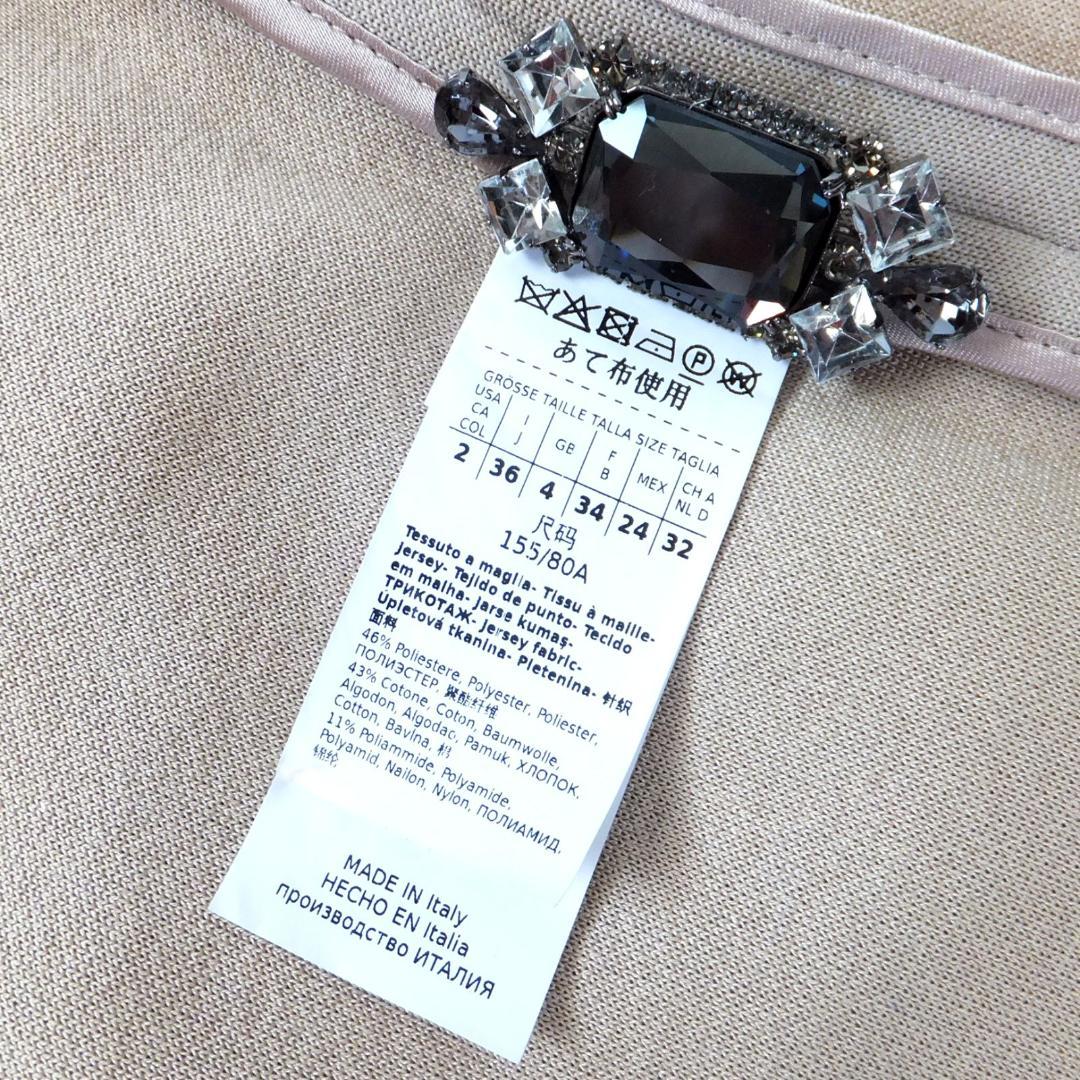 P W
あて布使用
GRÖSSE TAILLE TALLA SIZE TAGLIA
USA CA COL I J GB F B MEX CH A NL D
2 36 4 34 24 32
尺码
155/80A
Tessuto a maglia- Tissu à maille-
Jersey- Tejido de punto- Tecido
em malha- Jarse kumaş-
ТРИКОТАЖ- Jersey fabric-
Úpletová tkanina- Pletenina- 针织
面料
46% Poliestere, Polyester, Poliester,
ПОЛИЭСТЕР, 聚酯纤维
43% Cotone, Coton, Baumwolle,
Algodon, Algodao, Pamuk, ХЛОПОК,
Cotton, Bavlna, 棉
11% Poliammide, Polyamide,
Polyamid, Nailon, Nylon, ПОЛИАМИД,
锦纶
MADE IN Italy
HECHO EN Italia
производство ИТАЛИЯ